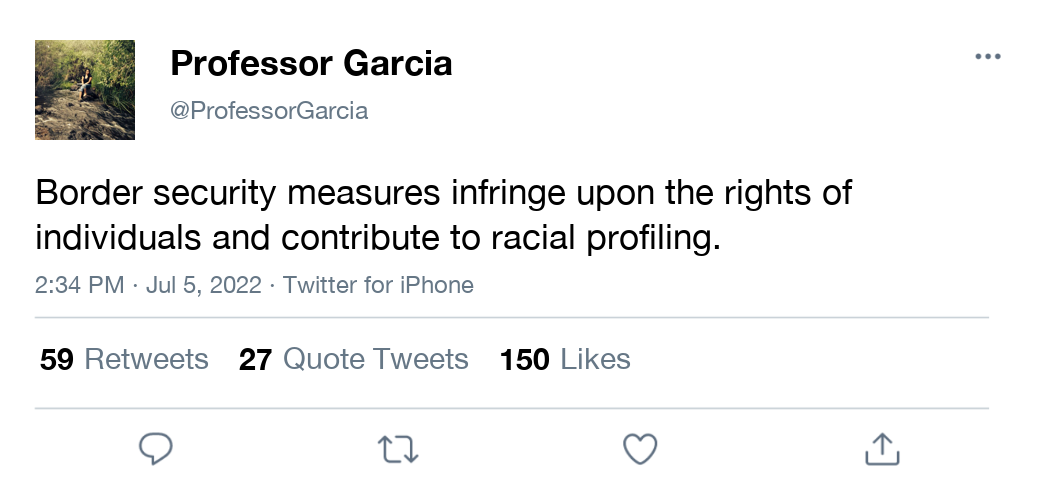 Professor Garcia
@ProfessorGarcia
Border security measures infringe upon the rights of
individuals and contribute to racial profiling.
2:34 PM · Jul 5, 2022 · Twitter for iPhone
59 Retweets 27 Quote Tweets 150 Likes